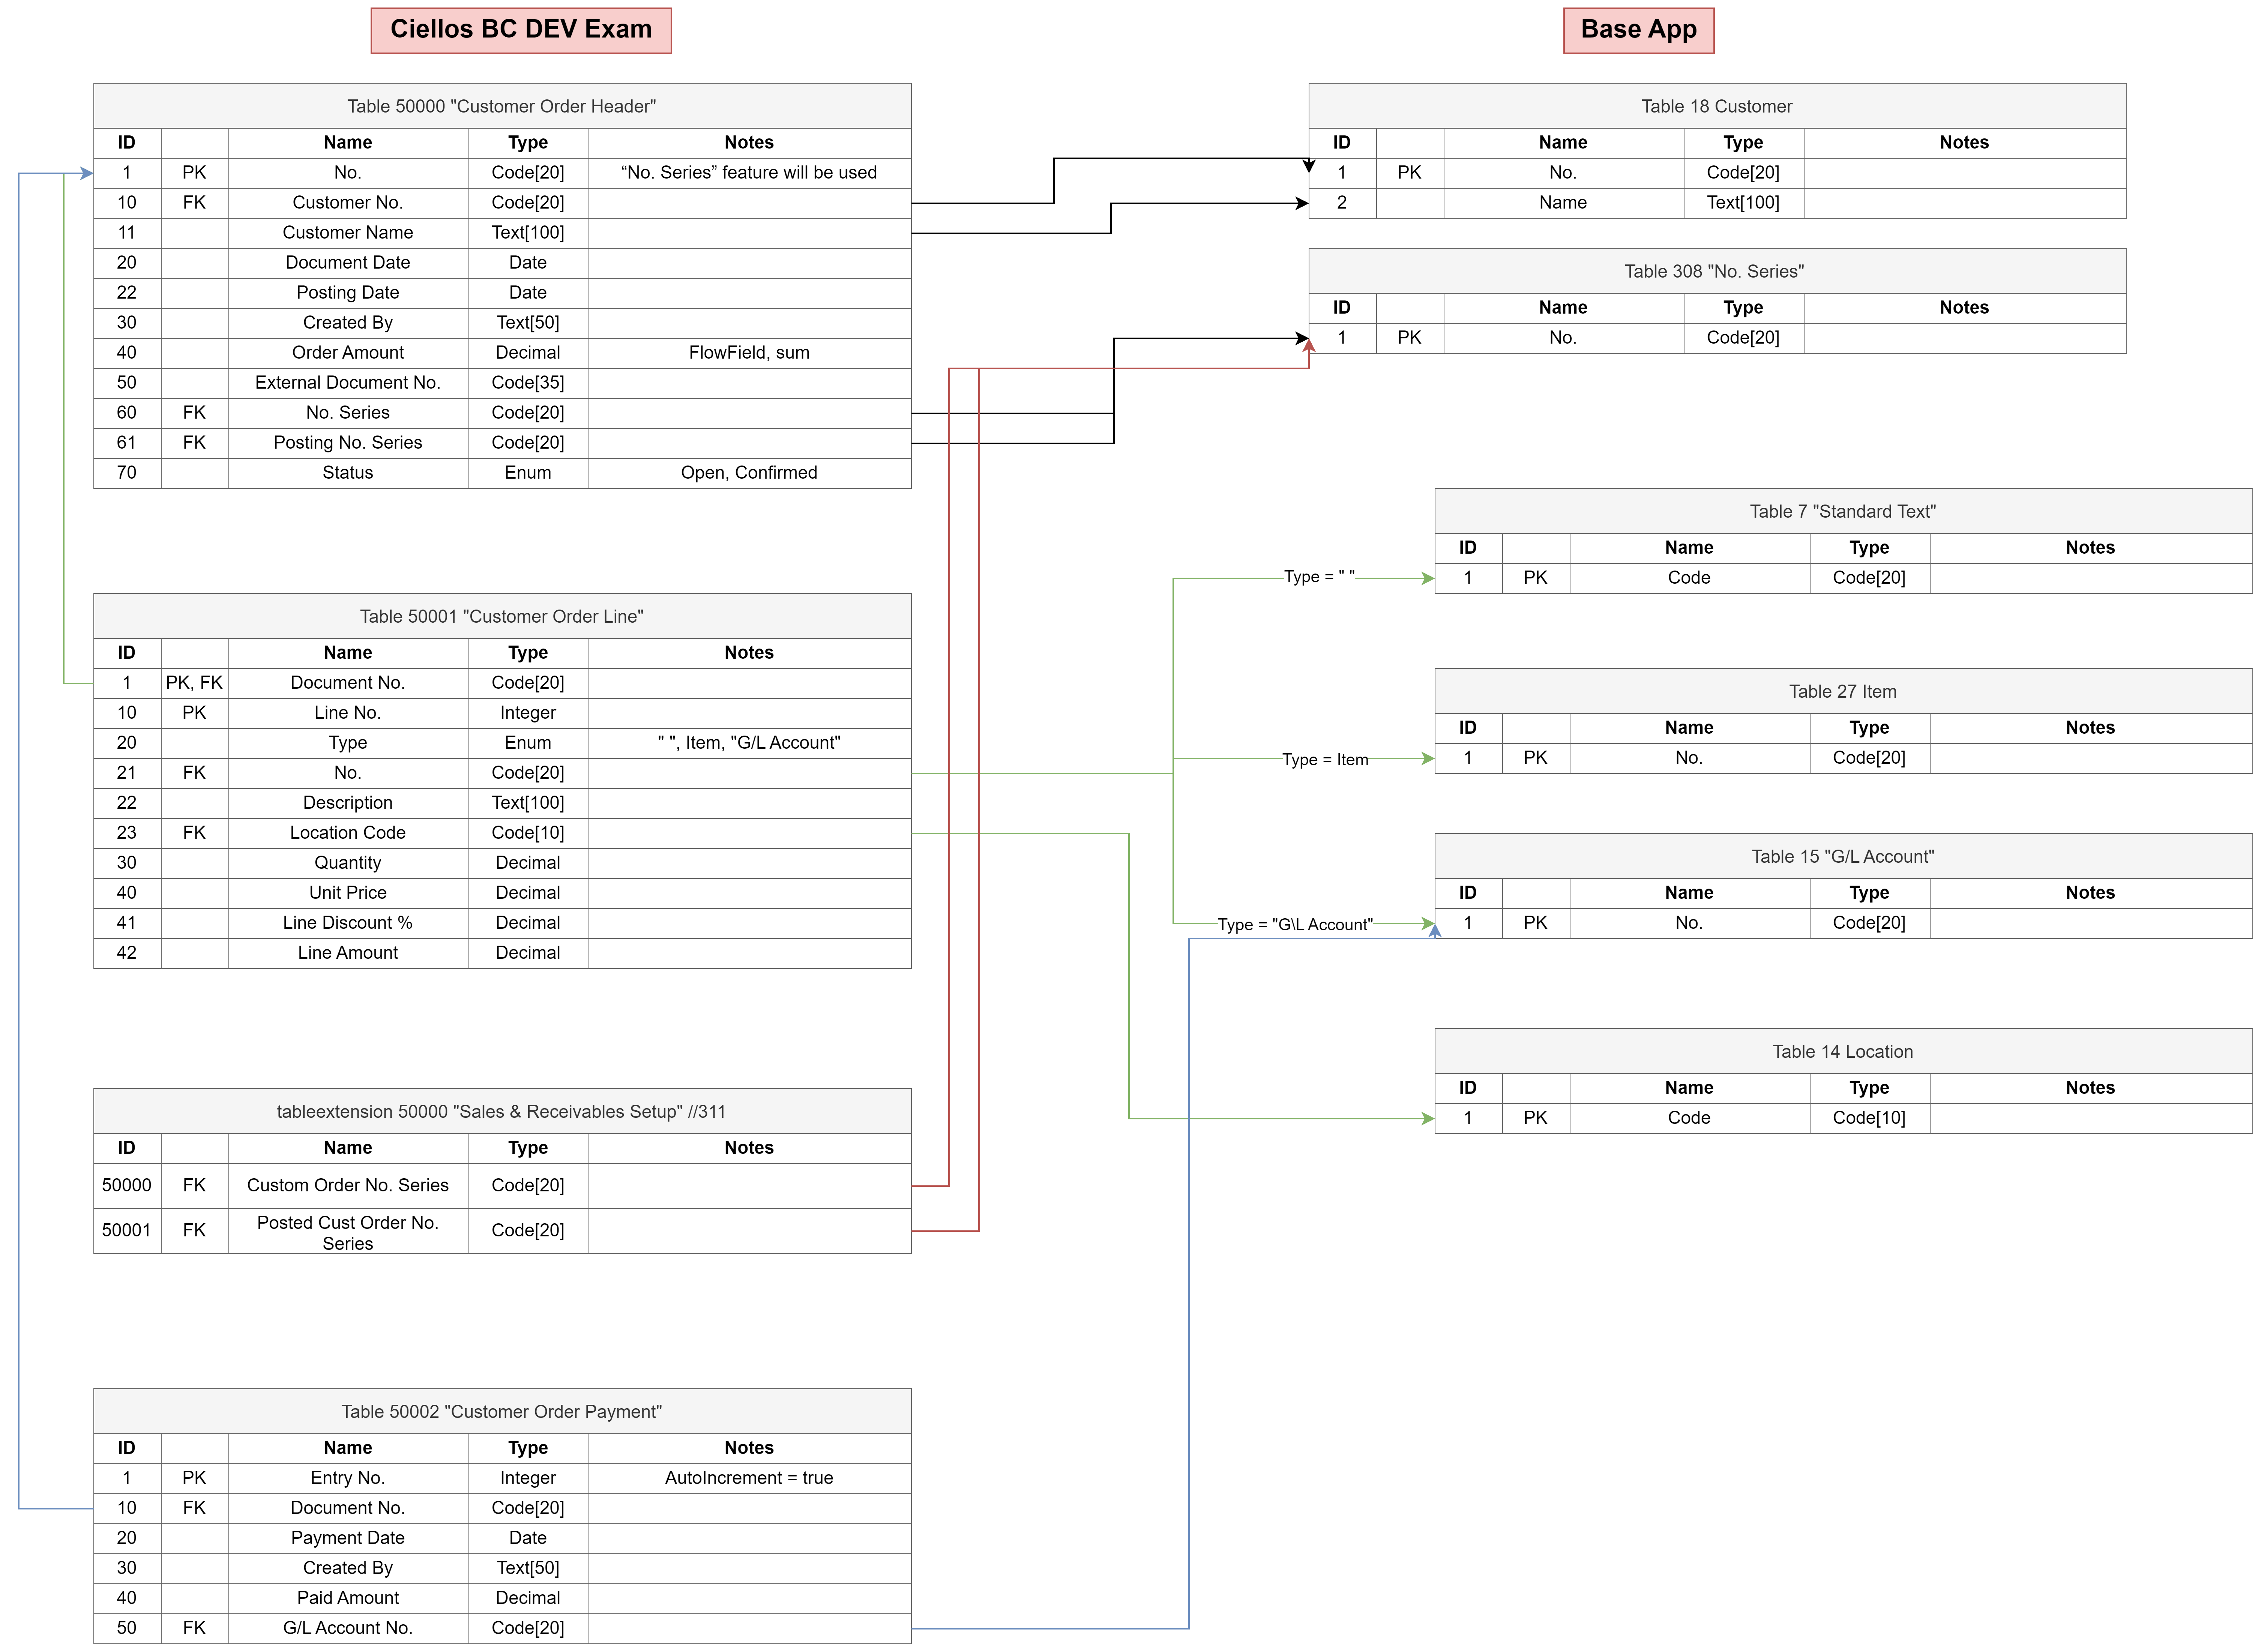 Ciellos BC DEV Exam
Base App
Table 50000 "Customer Order Header"
ID Name Type Notes
1 PK No. Code[20] “No. Series” feature will be used
10 FK Customer No. Code[20]
11 Customer Name Text[100]
20 Document Date Date
22 Posting Date Date
30 Created By Text[50]
40 Order Amount Decimal FlowField, sum
50 External Document No. Code[35]
60 FK No. Series Code[20]
61 FK Posting No. Series Code[20]
70 Status Enum Open, Confirmed
Table 18 Customer
ID Name Type Notes
1 PK No. Code[20]
2 Name Text[100]
Table 308 "No. Series"
ID Name Type Notes
1 PK No. Code[20]
Table 50001 "Customer Order Line"
ID Name Type Notes
1 PK, FK Document No. Code[20]
10 PK Line No. Integer
20 Type Enum " ", Item, "G/L Account"
21 FK No. Code[20]
22 Description Text[100]
23 FK Location Code Code[10]
30 Quantity Decimal
40 Unit Price Decimal
41 Line Discount % Decimal
42 Line Amount Decimal
Type = " "
Table 7 "Standard Text"
ID Name Type Notes
1 PK Code Code[20]
Type = Item
Table 27 Item
ID Name Type Notes
1 PK No. Code[20]
Type = "G\L Account"
Table 15 "G/L Account"
ID Name Type Notes
1 PK No. Code[20]
Table 14 Location
ID Name Type Notes
1 PK Code Code[10]
tableextension 50000 "Sales & Receivables Setup" //311
ID Name Type Notes
50000 FK Custom Order No. Series Code[20]
50001 FK Posted Cust Order No. Code[20]
Series
Table 50002 "Customer Order Payment"
ID Name Type Notes
1 PK Entry No. Integer AutoIncrement = true
10 FK Document No. Code[20]
20 Payment Date Date
30 Created By Text[50]
40 Paid Amount Decimal
50 FK G/L Account No. Code[20]